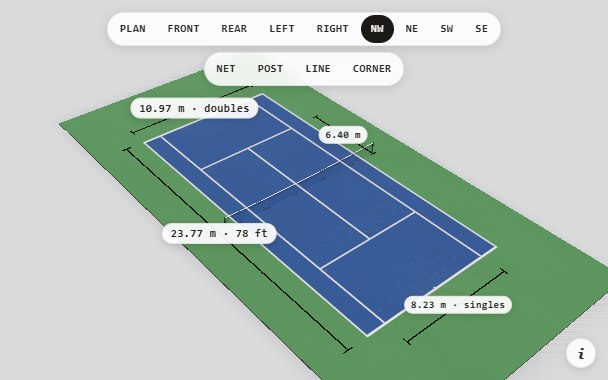 PLAN FRONT REAR LEFT RIGHT NW NE SW SE
NET POST LINE CORNER
10.97 m · doubles
6.40 m
23.77 m · 78 ft
8.23 m · singles
i